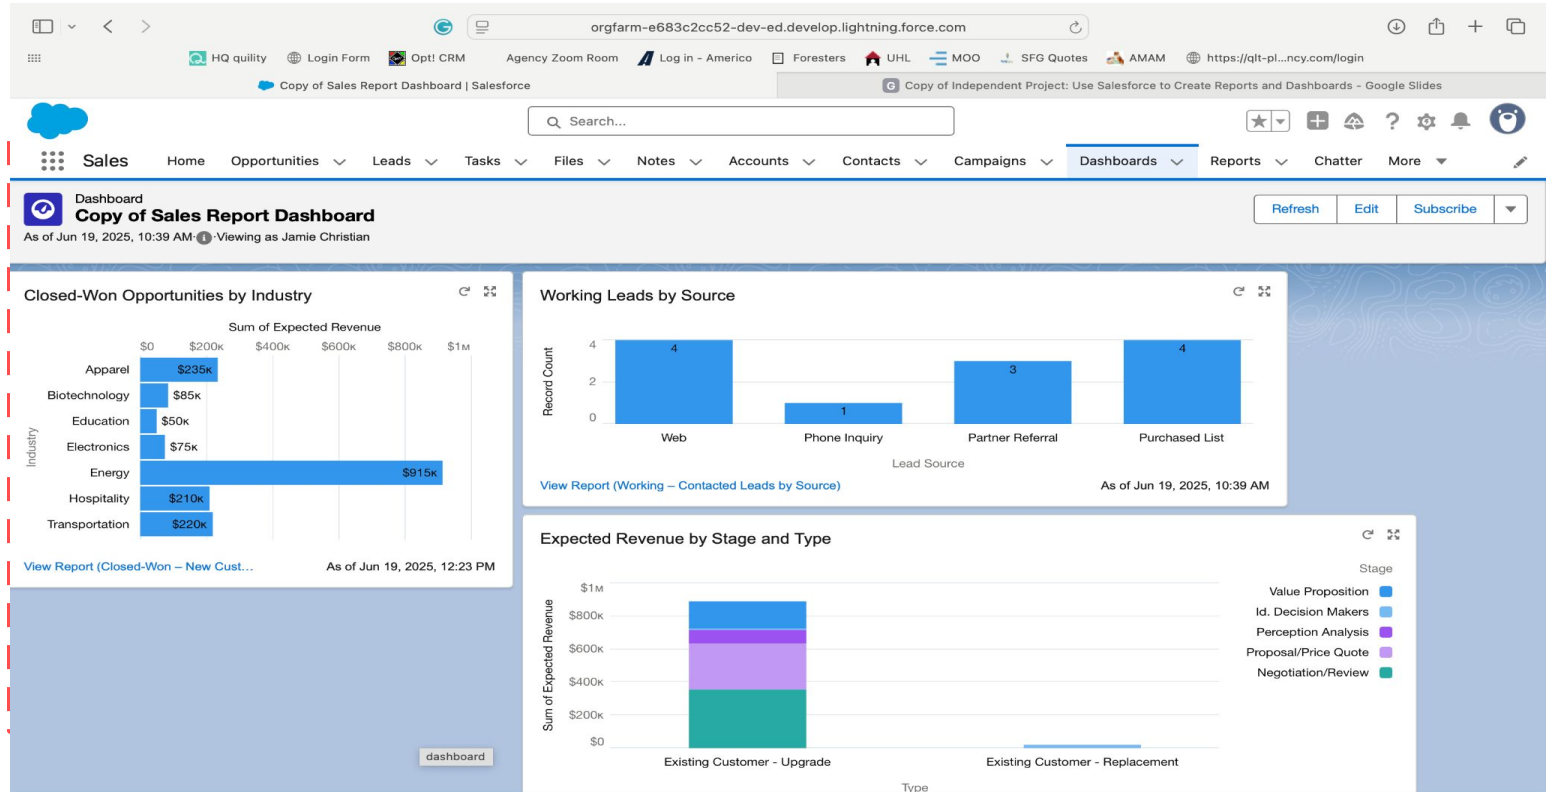 orgfarm-e683c2cc52-dev-ed.develop.lightning.force.com
HQ quility Login Form Opt! CRM Agency Zoom Room Log in - Americo Foresters UHL MOO SFG Quotes AMAM https://qlt-pl...ncy.com/login
Copy of Sales Report Dashboard | Salesforce
G Copy of Independent Project: Use Salesforce to Create Reports and Dashboards - Google Slides
Search...
Sales Home Opportunities Leads Tasks Files Notes Accounts Contacts Campaigns Dashboards Reports Chatter More
Dashboard
Copy of Sales Report Dashboard
As of Jun 19, 2025, 10:39 AM·Viewing as Jamie Christian
Refresh Edit Subscribe
Closed-Won Opportunities by Industry
Sum of Expected Revenue
$0 $200K $400K $600K $800K $1M
Industry
Apparel $235K
Biotechnology $85K
Education $50K
Electronics $75K
Energy $915K
Hospitality $210K
Transportation $220K
View Report (Closed-Won – New Cust...
As of Jun 19, 2025, 12:23 PM
Working Leads by Source
Record Count
4
2
0
4 1 3 4
Web Phone Inquiry Partner Referral Purchased List
Lead Source
View Report (Working – Contacted Leads by Source)
As of Jun 19, 2025, 10:39 AM
Expected Revenue by Stage and Type
Sum of Expected Revenue
$1M
$800K
$600K
$400K
$200K
$0
Existing Customer - Upgrade Existing Customer - Replacement
Type
Stage
Value Proposition
Id. Decision Makers
Perception Analysis
Proposal/Price Quote
Negotiation/Review
dashboard